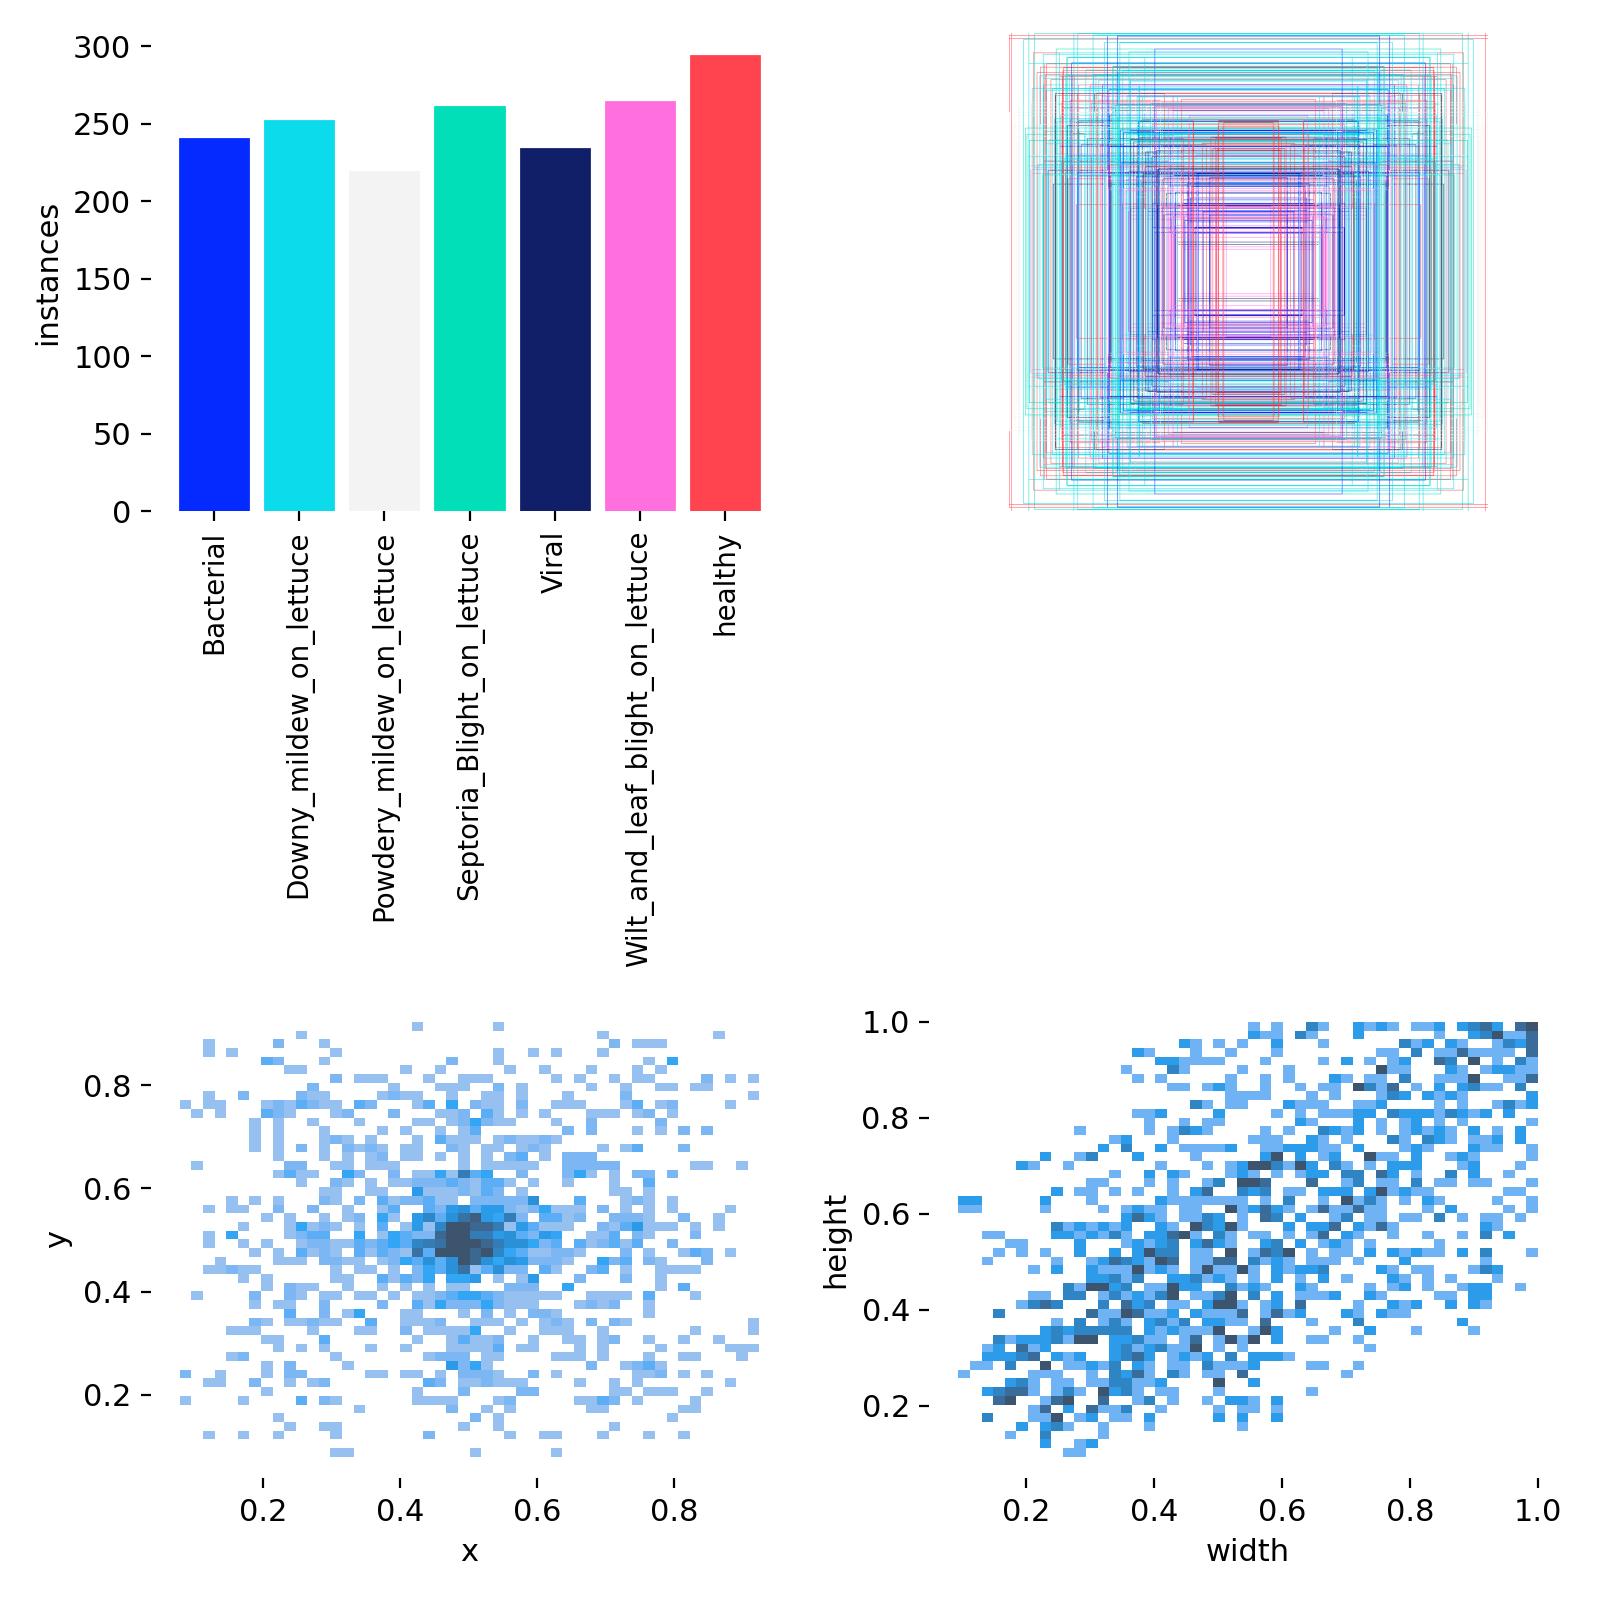 300
250
200
150
100
50
0
instances
Bacterial
Downy_mildew_on_lettuce
Powdery_mildew_on_lettuce
Septoria_Blight_on_lettuce
Viral
Wilt_and_leaf_blight_on_lettuce
healthy
0.8
0.6
0.4
0.2
y
0.2 0.4 0.6 0.8
x
1.0
0.8
0.6
0.4
0.2
height
0.2 0.4 0.6 0.8 1.0
width